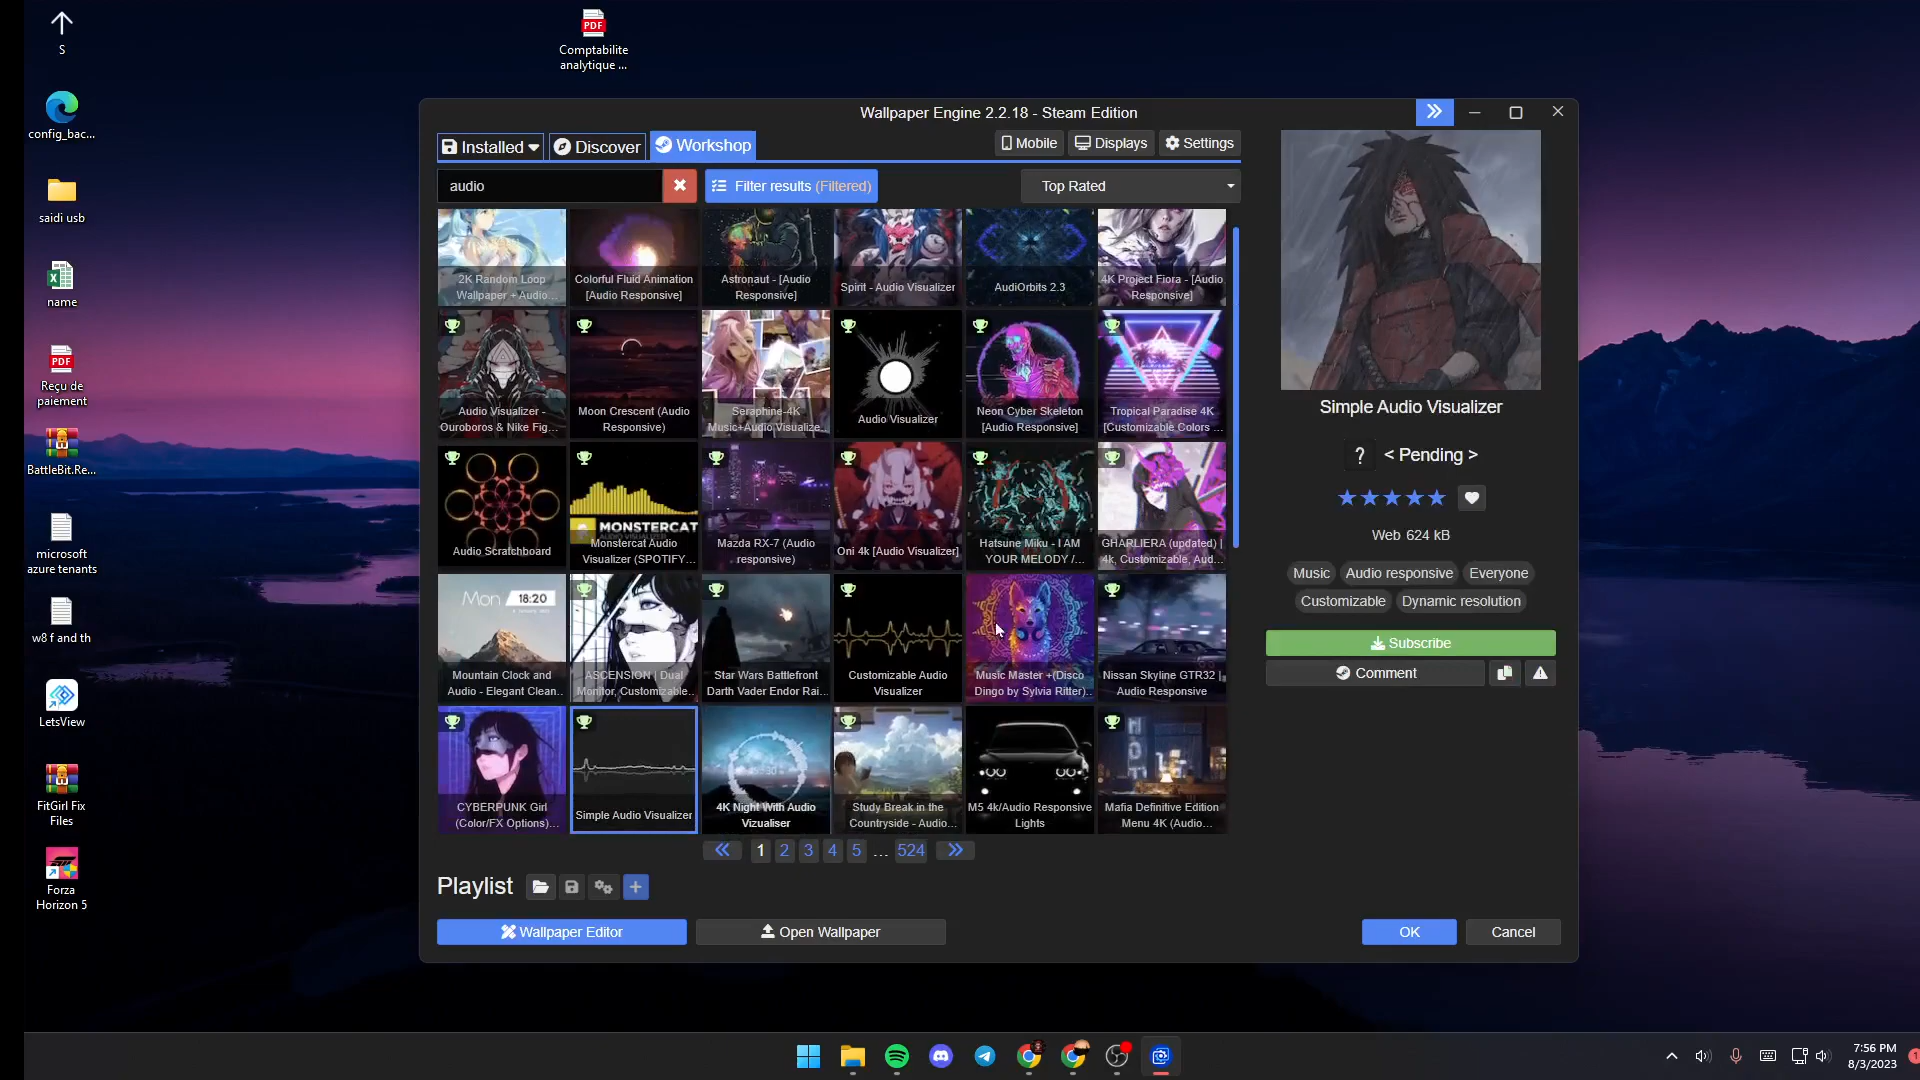 S
config_bac...
saidi usb
name
Reçu de
paiement
BattleBit.Re...
microsoft
azure tenants
w8 f and th
LetsView
FitGirl Fix
Files
Forza
Horizon 5
PDF
Comptabilite
analytique ...
Wallpaper Engine 2.2.18 - Steam Edition
Installed
Discover
Workshop
Mobile
Displays
Settings
audio
Filter results (Filtered)
Top Rated
2K Random Loop
Wallpaper + Audio...
Colorful Fluid Animation
[Audio Responsive]
Astronaut - [Audio
Responsive]
Spirit - Audio Visualizer
AudiOrbits 2.3
4K Project Fiora - [Audio
Responsive]
Audio Visualizer -
Ouroboros & Nike Fig...
Moon Crescent (Audio
Responsive)
Seraphine-4K
Music+Audio Visualize...
Audio Visualizer
Neon Cyber Skeleton
[Audio Responsive]
Tropical Paradise 4K
[Customizable Colors ...
Audio Scratchboard
MONSTERCAT
Monstercat Audio
Visualizer (SPOTIFY...
Mazda RX-7 (Audio
responsive)
Oni 4k [Audio Visualizer]
Hatsune Miku - I AM
YOUR MELODY /...
GHARLIERA (updated) |
4k, Customizable, Aud...
Mon 18:20
Mountain Clock and
Audio - Elegant Clean...
ASCENSION | Dual
Monitor, Customizable...
Star Wars Battlefront
Darth Vader Endor Rai...
Customizable Audio
Visualizer
Music Master +(Disco
Dingo by Sylvia Ritter)...
Nissan Skyline GTR32 |
Audio Responsive
CYBERPUNK Girl
(Color/FX Options)...
Simple Audio Visualizer
4K Night With Audio
Vizualiser
Study Break in the
Countryside - Audio...
M5 4k/Audio Responsive
Lights
Mafia Definitive Edition
Menu 4K (Audio...
1 2 3 4 5 ... 524
Playlist
Wallpaper Editor
Open Wallpaper
OK
Cancel
Simple Audio Visualizer
? < Pending >
Web 624 kB
Music
Audio responsive
Everyone
Customizable
Dynamic resolution
Subscribe
Comment
7:56 PM
8/3/2023
1